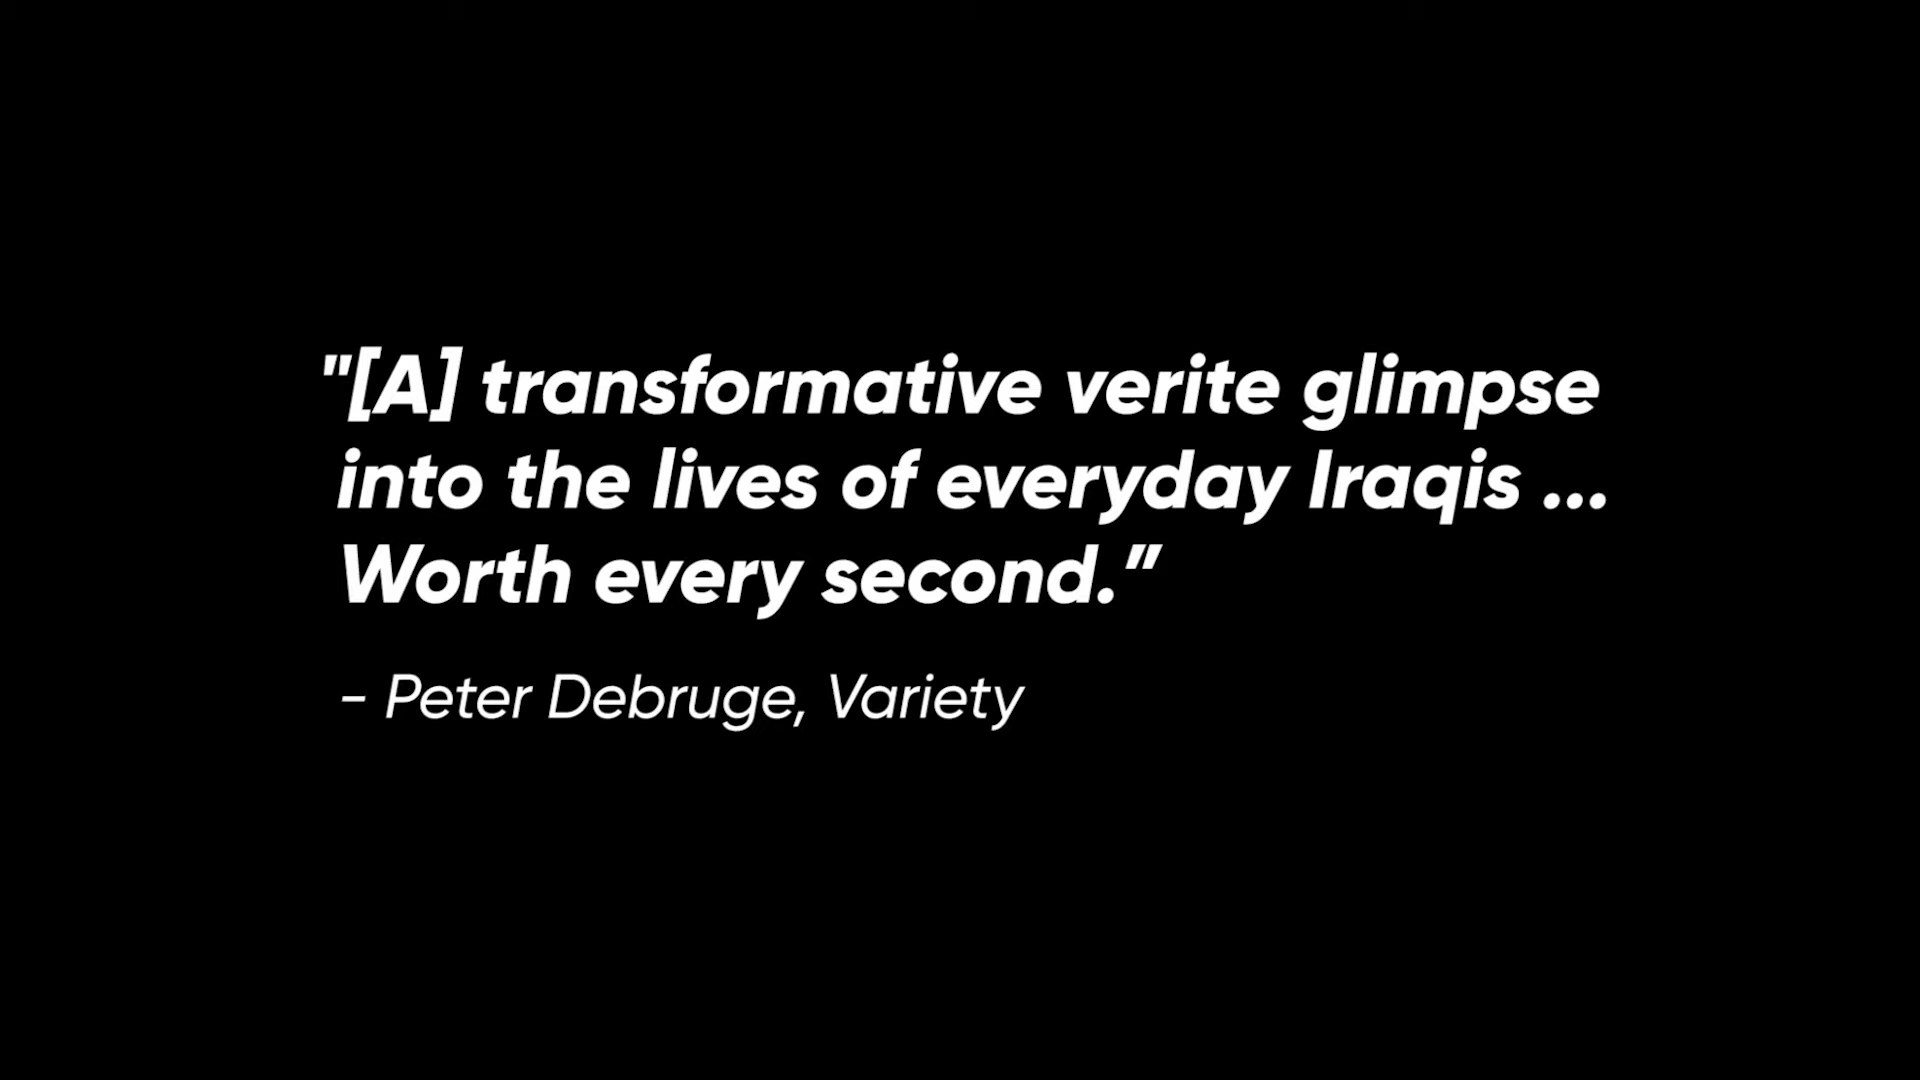 "[A] transformative verite glimpse
into the lives of everyday Iraqis ...
Worth every second.”
- Peter Debruge, Variety